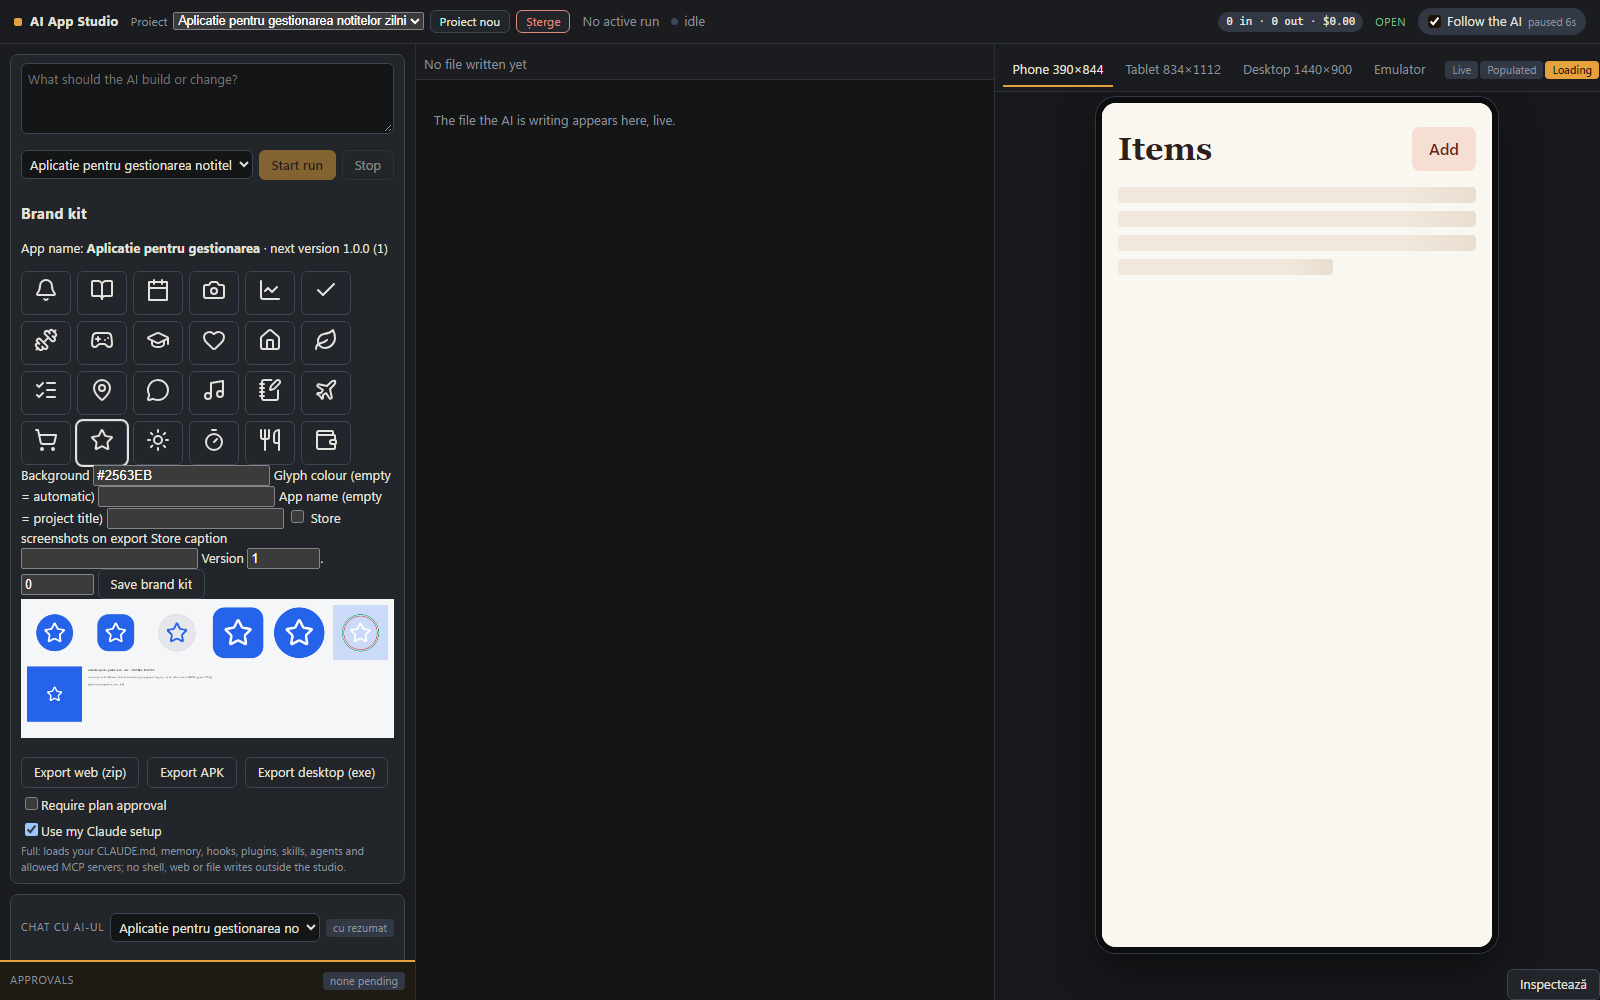 AI App Studio Project Aplicatie pentru gestionarea notitelor zilni Proiect nou Șterge No active run idle 0 in · 0 out · $0.00 OPEN Follow the AI paused 6s
What should the AI build or change?
Aplicatie pentru gestionarea notitel Start run Stop
Brand kit
App name: Aplicatie pentru gestionarea · next version 1.0.0 (1)
Background #2563EB Glyph colour (empty
= automatic) App name (empty
= project title) Store
screenshots on export Store caption
Version 1.
0 Save brand kit
Export web (zip) Export APK Export desktop (exe)
Require plan approval
Use my Claude setup
Full: loads your CLAUDE.md, memory, hooks, plugins, skills, agents and
allowed MCP servers; no shell, web or file writes outside the studio.
CHAT CU AI-UL Aplicatie pentru gestionarea no cu rezumat
APPROVALS none pending
No file written yet
The file the AI is writing appears here, live.
Phone 390×844 Tablet 834×1112 Desktop 1440×900 Emulator Live Populated Loading
Items Add
Inspectează